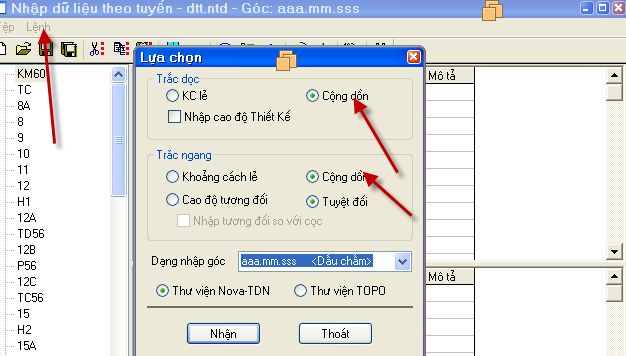 Nhập dữ liệu theo tuyến - dtt.ntd - Góc: aaa.mm.sss
Tệp Lệnh
Lựa chọn
KM60
TC
8A
8
9
10
11
12
H1
12A
TD56
12B
P56
12C
TC56
15
H2
15A
Trắc dọc
KC lẻ
Cộng dồn
Nhập cao độ Thiết Kế
Trăc ngang
Khoảng cách lẻ
Cộng dồn
Cao độ tương đối
Tuyệt đối
Nhập tương đối so với cọc
Dạng nhập góc
aaa.mm.sss <Dấu chấm>
Thư viện Nova-TDN
Thư viện TOPO
Nhận
Thoát
Mô tả
Mô tả